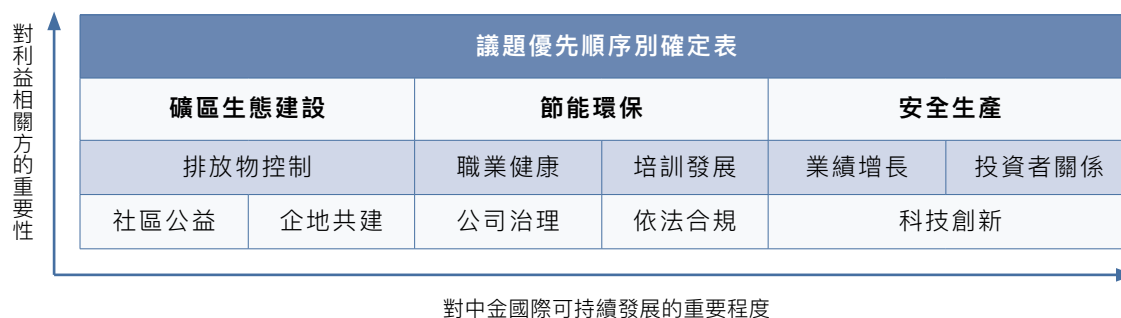 對利益相關方的重要性
議題優先順序別確定表
礦區生態建設 節能環保 安全生產
排放物控制 職業健康 培訓發展 業績增長 投資者關係
社區公益 企地共建 公司治理 依法合規 科技創新
對中金國際可持續發展的重要程度